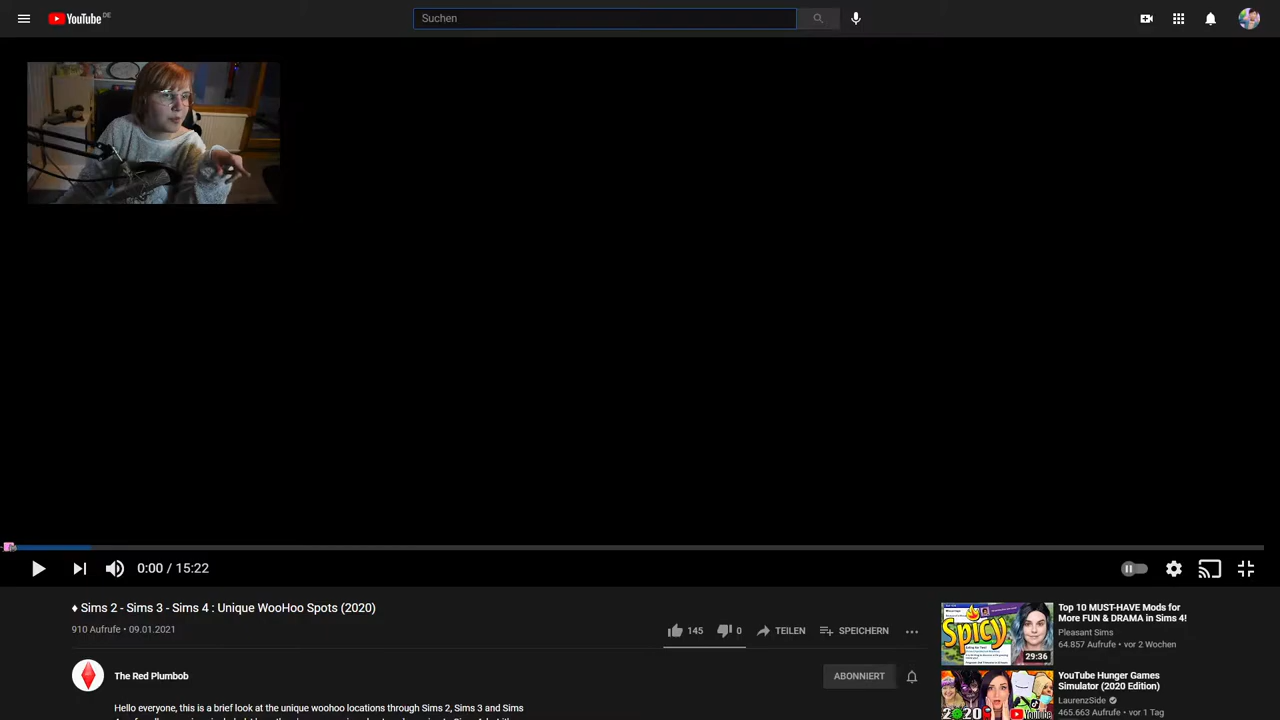 YouTube DE
Suchen
0:00 / 15:22
♦ Sims 2 - Sims 3 - Sims 4 : Unique WooHoo Spots (2020)
910 Aufrufe • 09.01.2021
145
0
TEILEN
SPEICHERN
The Red Plumbob
ABONNIERT
Hello everyone, this is a brief look at the unique woohoo locations through Sims 2, Sims 3 and Sims
SPICY
29:36
Top 10 MUST-HAVE Mods for
More FUN & DRAMA in Sims 4!
Pleasant Sims
64.857 Aufrufe • vor 2 Wochen
2020
YouTube
YouTube Hunger Games
Simulator (2020 Edition)
LaurenzSide
465.663 Aufrufe • vor 1 Tag